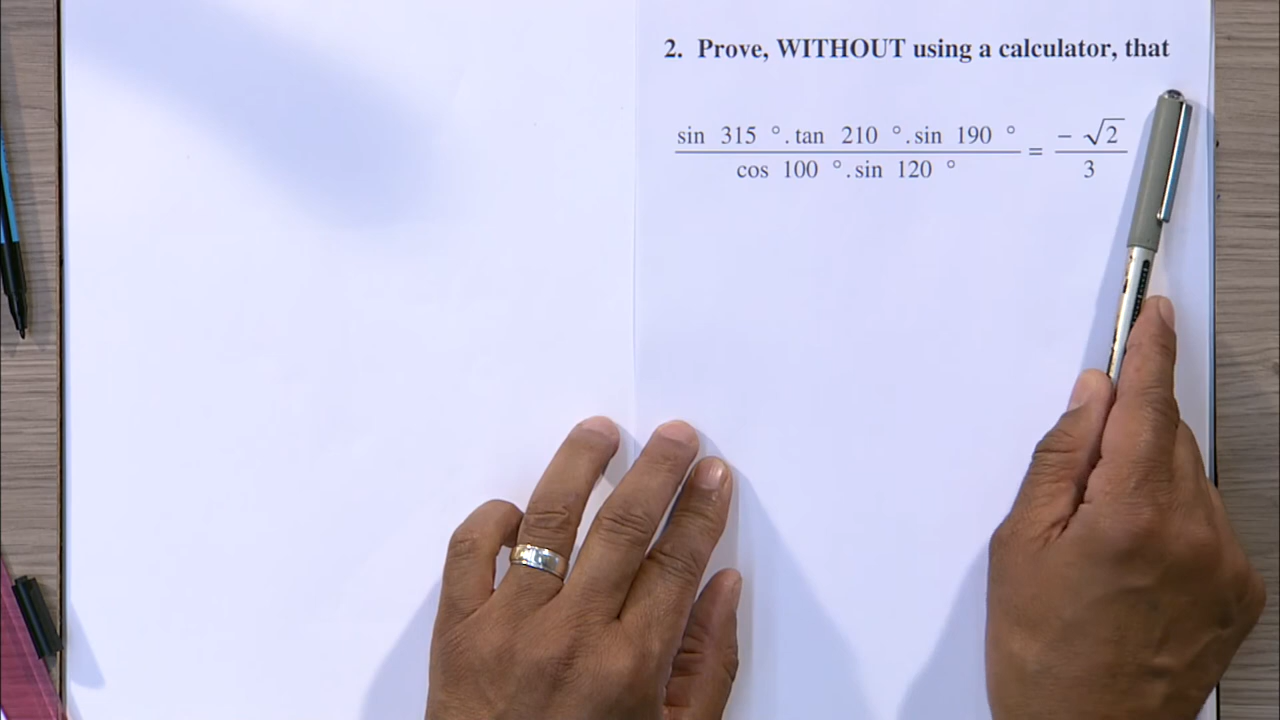 2. Prove, WITHOUT using a calculator, that
sin 315 °. tan 210 °. sin 190 ° = - √2
cos 100 °. sin 120 ° 3